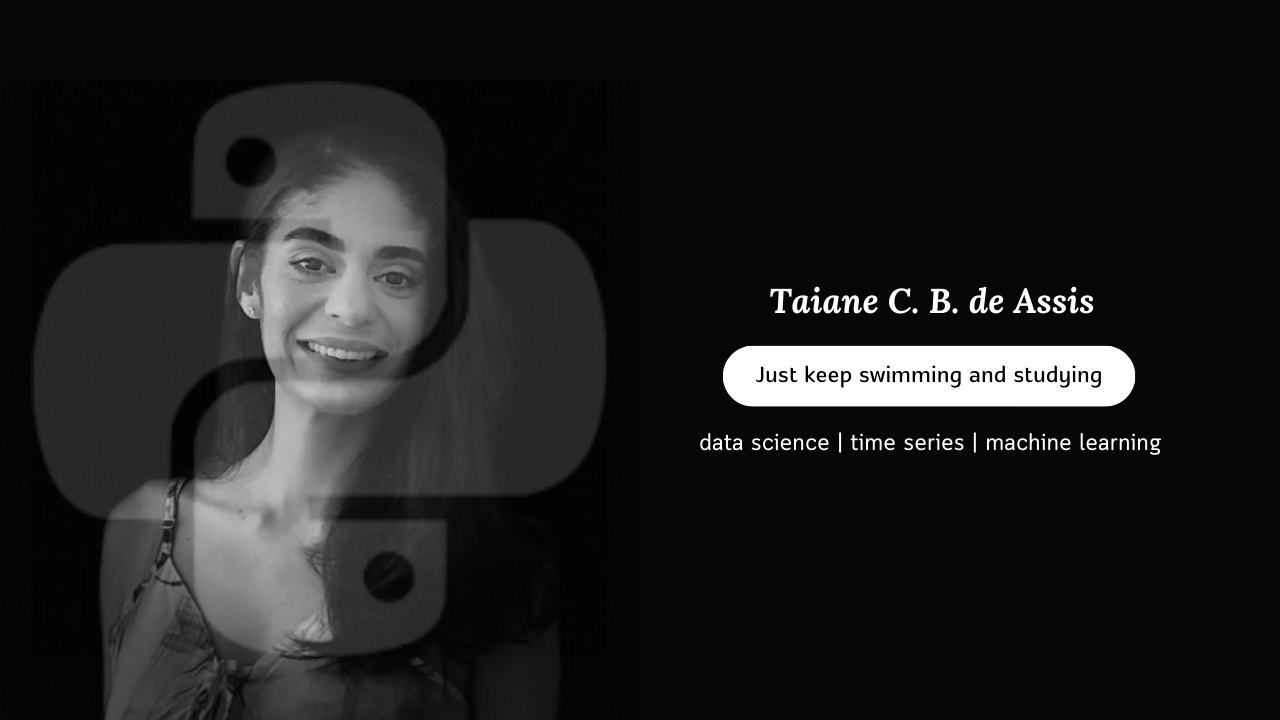 Taiane C. B. de Assis
Just keep swimming and studying
data science | time series | machine learning